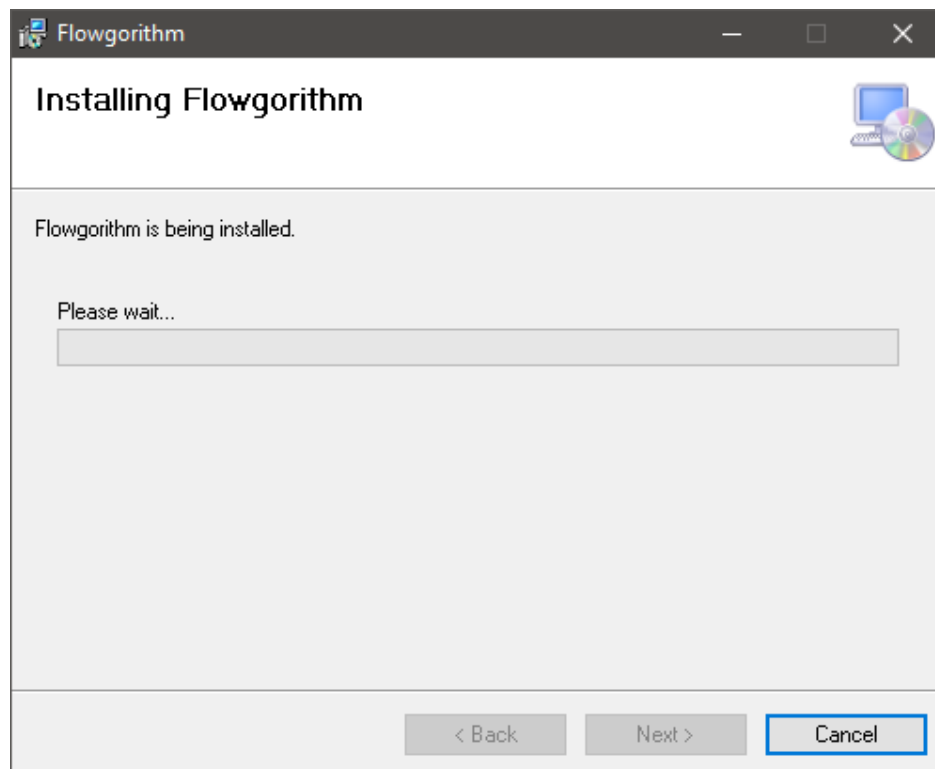 Flowgorithm
Installing Flowgorithm
Flowgorithm is being installed.
Please wait...
< Back
Next >
Cancel